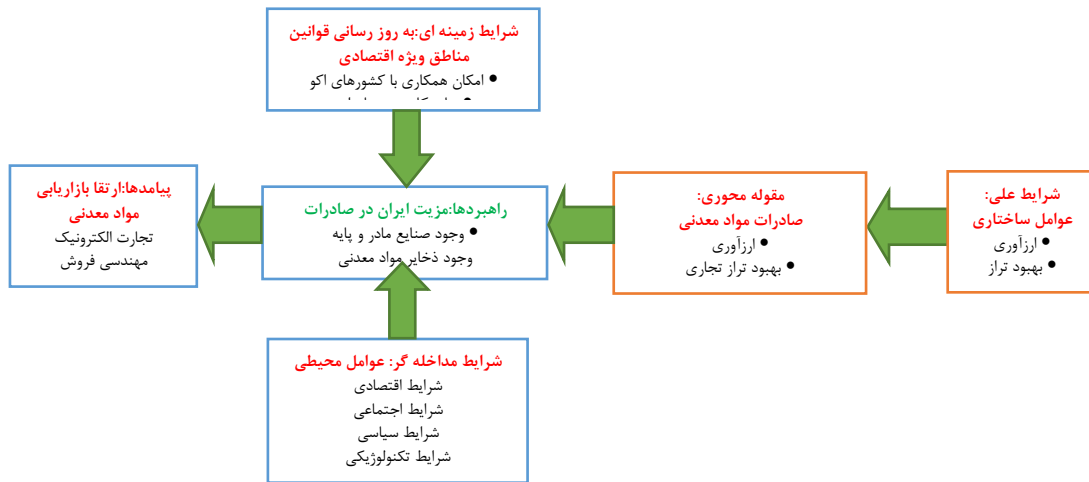 شرایط زمینه ای:به روز رسانی قوانین
مناطق ویژه اقتصادی
● امکان همکاری با کشورهای اکو
شرایط علی:
عوامل ساختاری
● ارزآوری
● بهبود تراز
مقوله محوری:
صادرات مواد معدنی
● ارزآوری
● بهبود تراز تجاری
راهبردها:مزیت ایران در صادرات
● وجود صنایع مادر و پایه
وجود ذخایر مواد معدنی
پیامدها:ارتقا بازاریابی
مواد معدنی
تجارت الکترونیک
مهندسی فروش
شرایط مداخله گر: عوامل محیطی
شرایط اقتصادی
شرایط اجتماعی
شرایط سیاسی
شرایط تکنولوژیکی